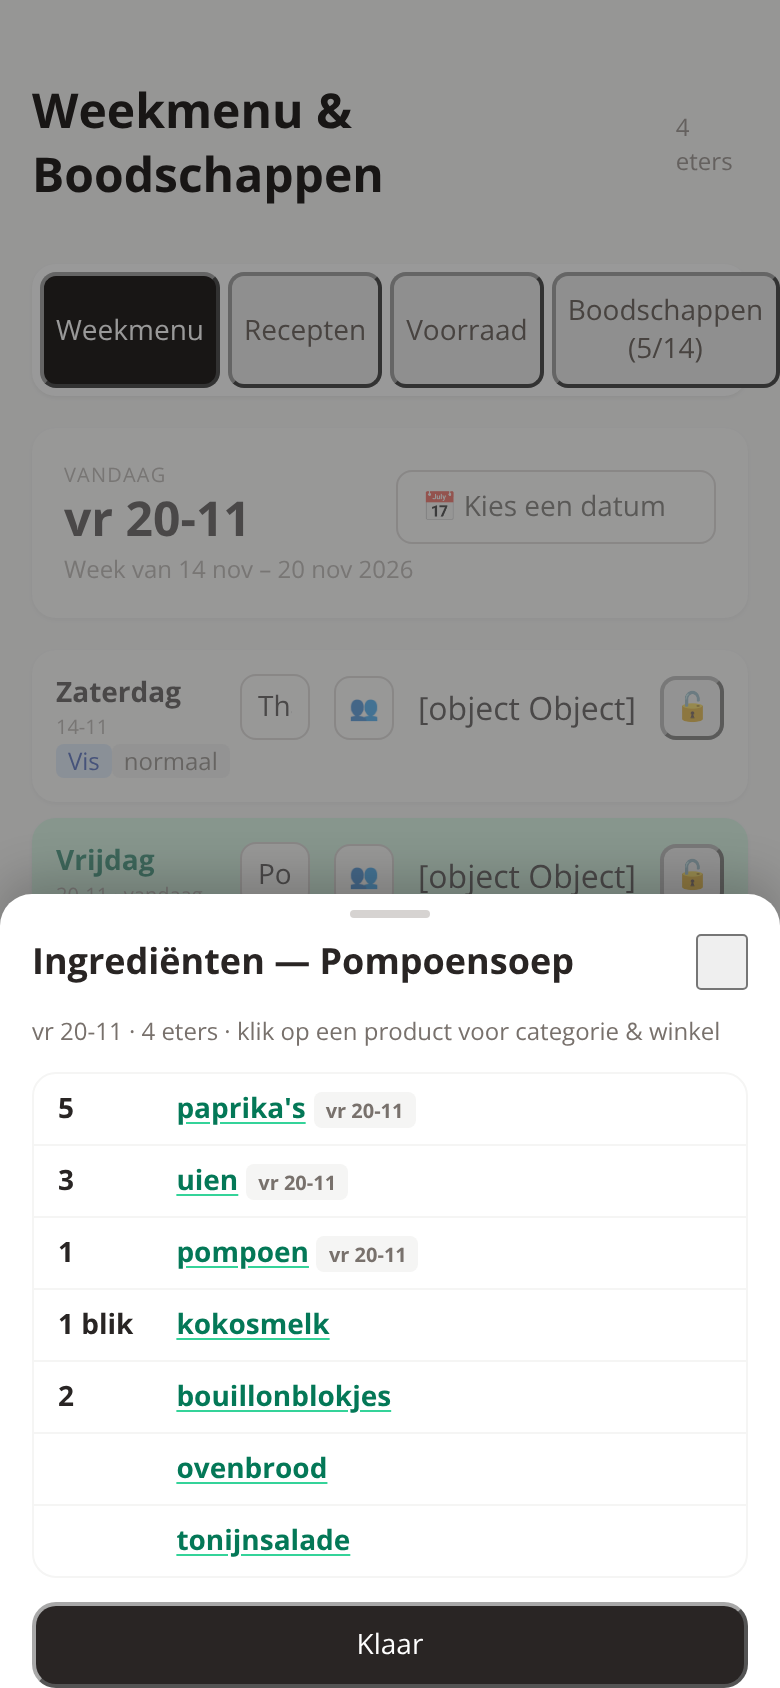 Weekmenu &
Boodschappen
4
eters
Weekmenu
Recepten
Voorraad
Boodschappen
(5/14)
VANDAAG
vr 20-11
Kies een datum
Week van 14 nov – 20 nov 2026
Zaterdag
14-11
Vis normaal
Th
[object Object]
Vrijdag
20-11 · vandaag
Po
[object Object]
Ingrediënten — Pompoensoep
vr 20-11 · 4 eters · klik op een product voor categorie & winkel
5 paprika's vr 20-11
3 uien vr 20-11
1 pompoen vr 20-11
1 blik kokosmelk
2 bouillonblokjes
ovenbrood
tonijnsalade
Klaar